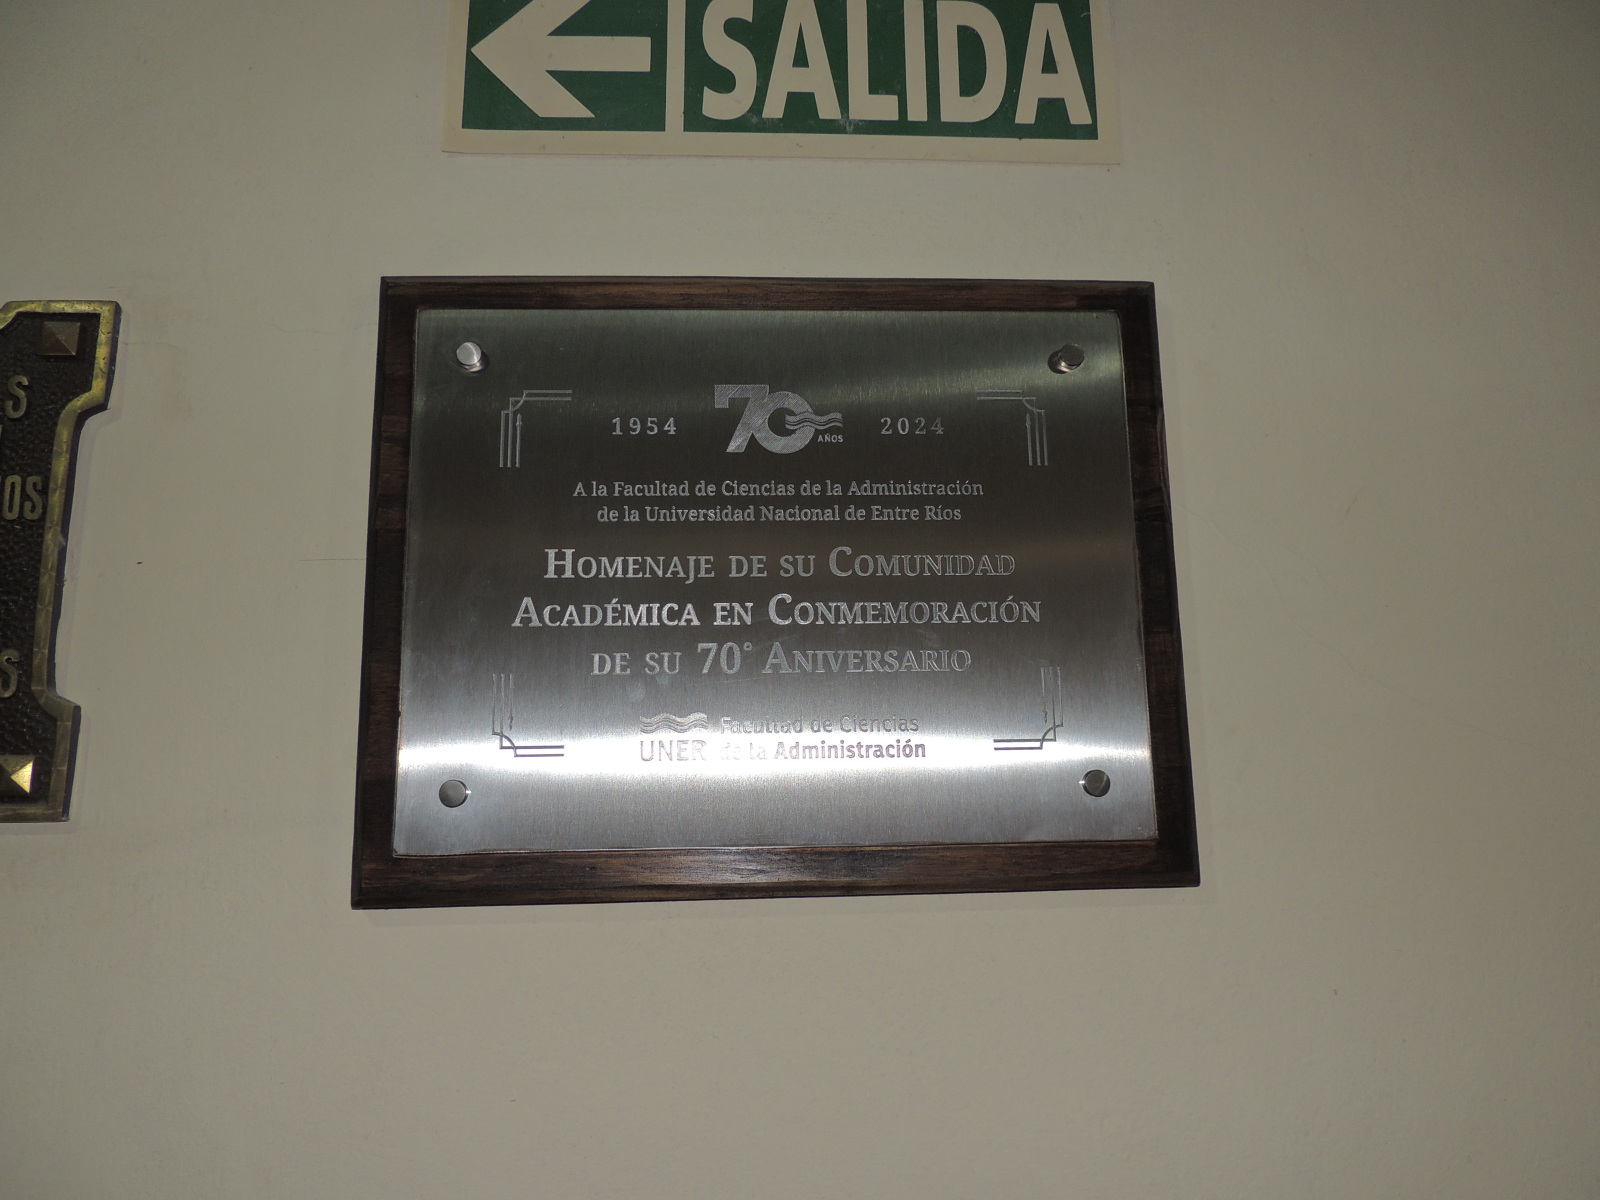 SALIDA
S
OS
S
1954 70 AÑOS 2024
A la Facultad de Ciencias de la Administración
de la Universidad Nacional de Entre Ríos
HOMENAJE DE SU COMUNIDAD
ACADÉMICA EN CONMEMORACIÓN
DE SU 70° ANIVERSARIO
Facultad de Ciencias
UNER de la Administración